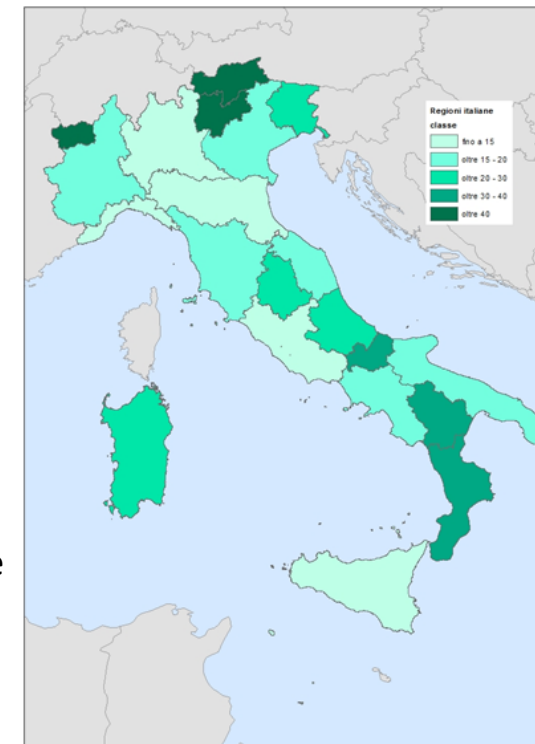 Regioni italiane
classe
fino a 15
oltre 15 - 20
oltre 20 - 30
oltre 30 - 40
oltre 40
e